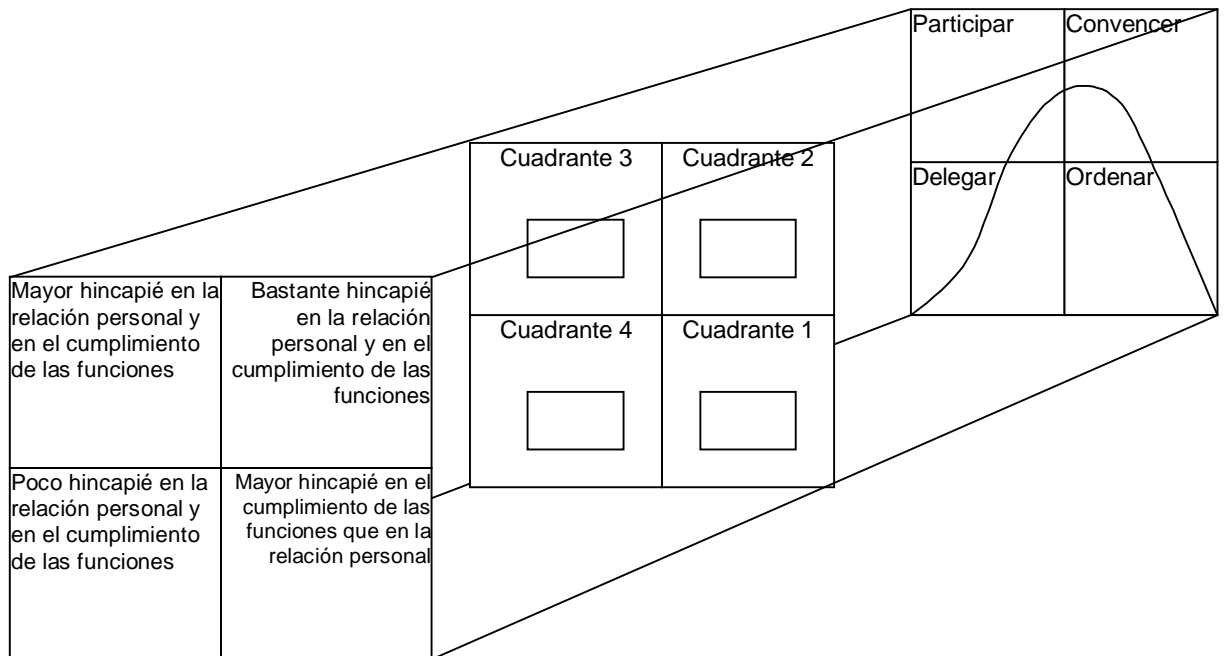 Participar
Convencer
Delegar
Ordenar
Cuadrante 3
Cuadrante 2
Cuadrante 4
Cuadrante 1
Mayor hincapié en la
relación personal y
en el cumplimiento
de las funciones
Bastante hincapié
en la relación
personal y en el
cumplimiento de las
funciones
Poco hincapié en la
relación personal y
en el cumplimiento
de las funciones
Mayor hincapié en el
cumplimiento de las
funciones que en la
relación personal